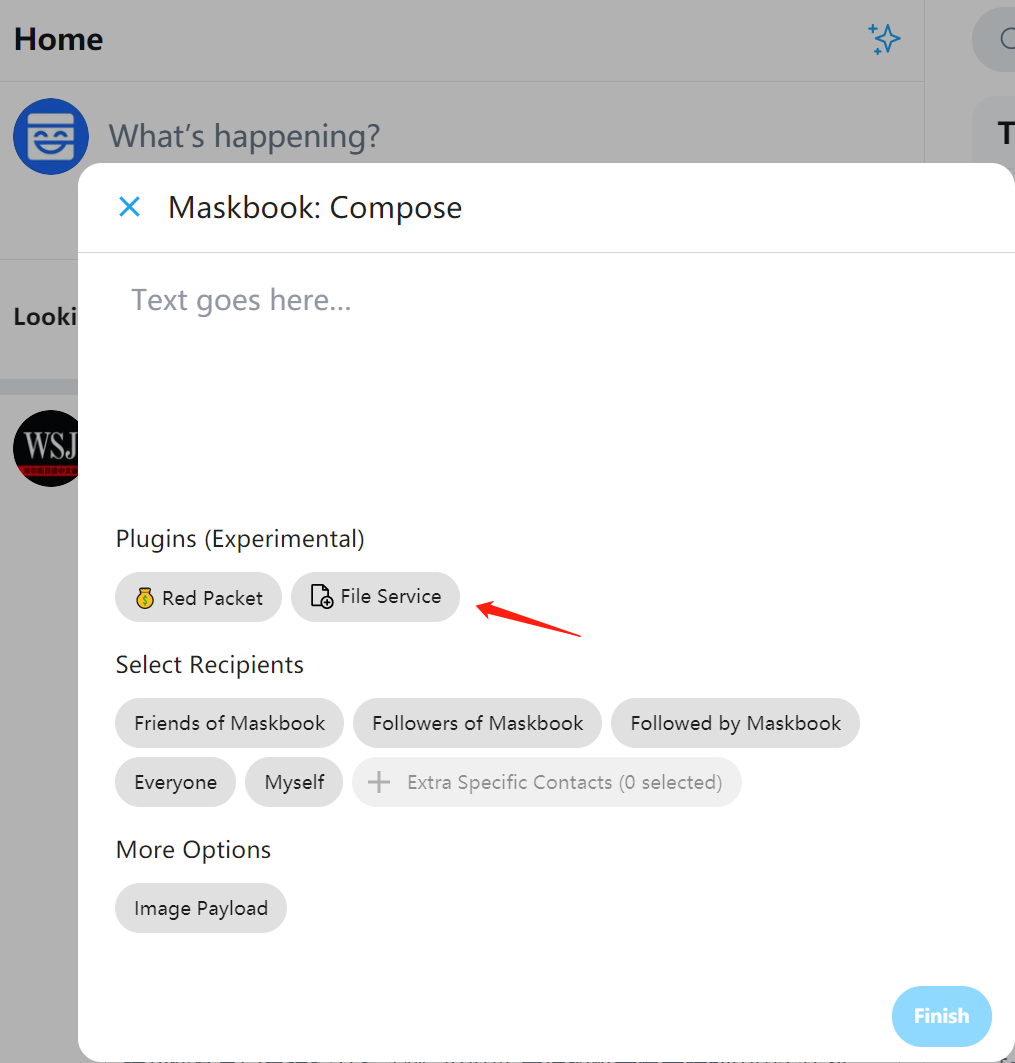 Home
What's happening?
Maskbook: Compose
Text goes here...
Looki
WSJ
Plugins (Experimental)
Red Packet File Service
Select Recipients
Friends of Maskbook Followers of Maskbook Followed by Maskbook
Everyone Myself Extra Specific Contacts (0 selected)
More Options
Image Payload
Finish